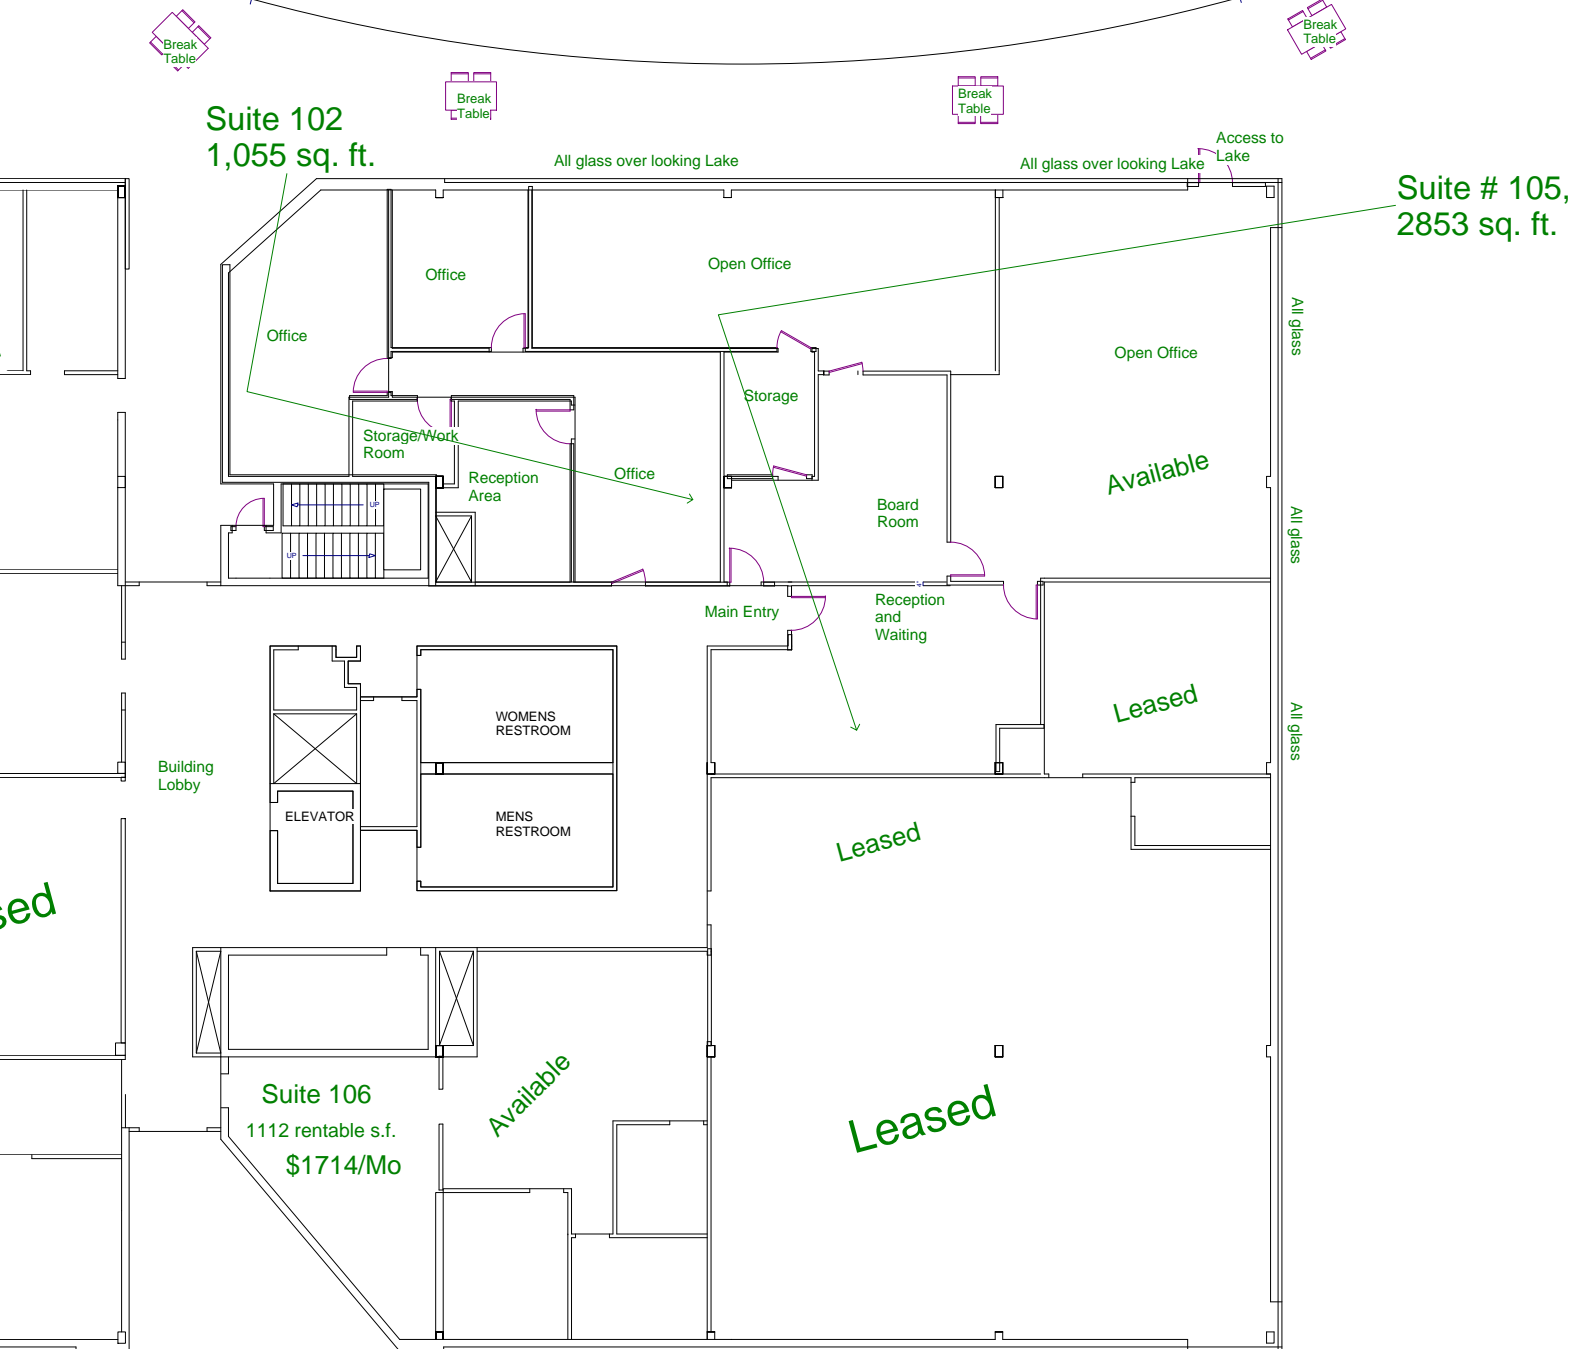 Break
Table
Break
Table
Break
Table
Break
Table
Suite 102
1,055 sq. ft.
All glass over looking Lake
All glass over looking Lake
Access to
Lake
Suite # 105,
2853 sq. ft.
Office
Open Office
Office
All glass
Open Office
Storage
Storage/Work
Room
Reception
Area
Office
Available
Board
Room
All glass
UP
UP
Main Entry
Reception
and
Waiting
Leased
All glass
WOMENS
RESTROOM
Building
Lobby
ELEVATOR
MENS
RESTROOM
Leased
sed
Suite 106
1112 rentable s.f.
$1714/Mo
Available
Leased